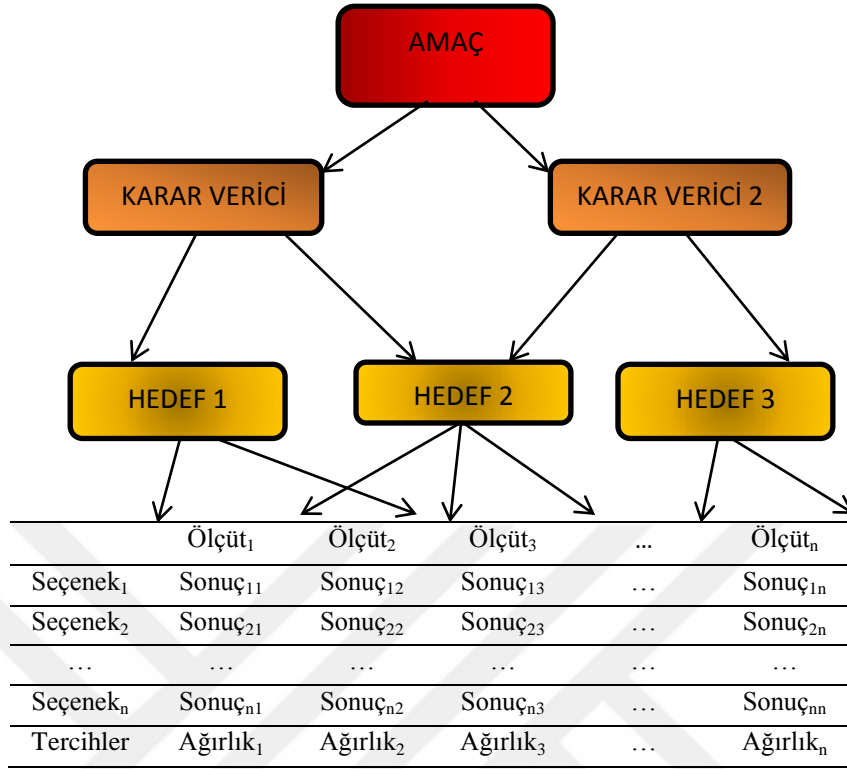 AMAÇ
KARAR VERİCİ KARAR VERİCİ 2
HEDEF 1 HEDEF 2 HEDEF 3
Ölçüt₁ Ölçüt₂ Ölçüt₃ ... Ölçütₙ
Seçenek₁ Sonuç₁₁ Sonuç₁₂ Sonuç₁₃ … Sonuç₁ₙ
Seçenek₂ Sonuç₂₁ Sonuç₂₂ Sonuç₂₃ … Sonuç₂ₙ
… … … … … …
Seçenekₙ Sonuçₙ₁ Sonuçₙ₂ Sonuçₙ₃ … Sonuçₙₙ
Tercihler Ağırlık₁ Ağırlık₂ Ağırlık₃ … Ağırlıkₙ